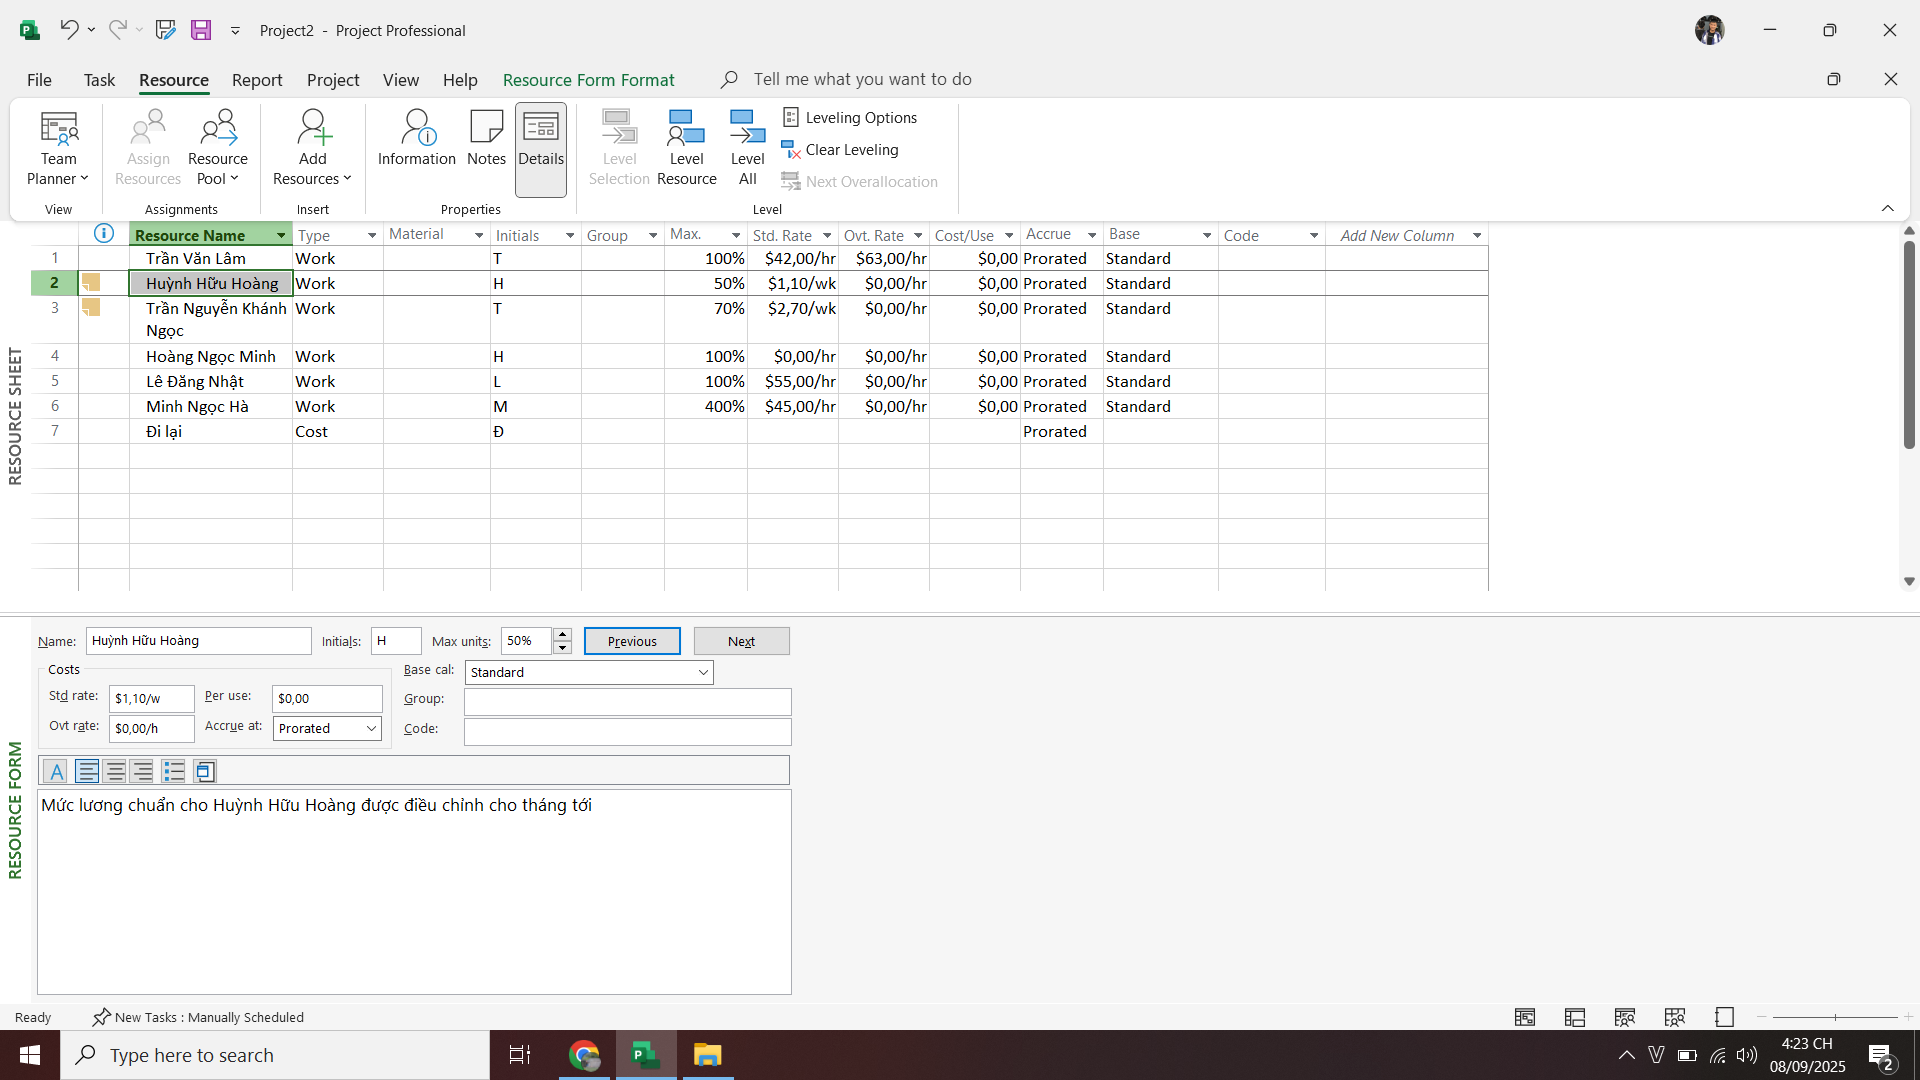 Project2 - Project Professional
File Task Resource Report Project View Help Resource Form Format Tell me what you want to do
Team Planner
Assign Resources
Resource Pool
Add Resources
Information
Notes
Details
Level Selection
Level Resource
Level All
Leveling Options
Clear Leveling
Next Overallocation
View Assignments Insert Properties Level
Resource Name Type Material Initials Group Max. Std. Rate Ovt. Rate Cost/Use Accrue Base Code Add New Column
1 Trần Văn Lâm Work T 100% $42,00/hr $63,00/hr $0,00 Prorated Standard
2 Huỳnh Hữu Hoàng Work H 50% $1,10/wk $0,00/hr $0,00 Prorated Standard
3 Trần Nguyễn Khánh Work T 70% $2,70/wk $0,00/hr $0,00 Prorated Standard
Ngọc
4 Hoàng Ngọc Minh Work H 100% $0,00/hr $0,00/hr $0,00 Prorated Standard
5 Lê Đăng Nhật Work L 100% $55,00/hr $0,00/hr $0,00 Prorated Standard
6 Minh Ngọc Hà Work M 400% $45,00/hr $0,00/hr $0,00 Prorated Standard
7 Đi lại Cost Đ Prorated
RESOURCE SHEET
Name: Huỳnh Hữu Hoàng Initials: H Max units: 50% Previous Next
Costs Base cal: Standard
Std rate: $1,10/w Per use: $0,00 Group:
Ovt rate: $0,00/h Accrue at: Prorated Code:
A
Mức lương chuẩn cho Huỳnh Hữu Hoàng được điều chỉnh cho tháng tới
RESOURCE FORM
Ready New Tasks : Manually Scheduled
Type here to search
4:23 CH
08/09/2025
2